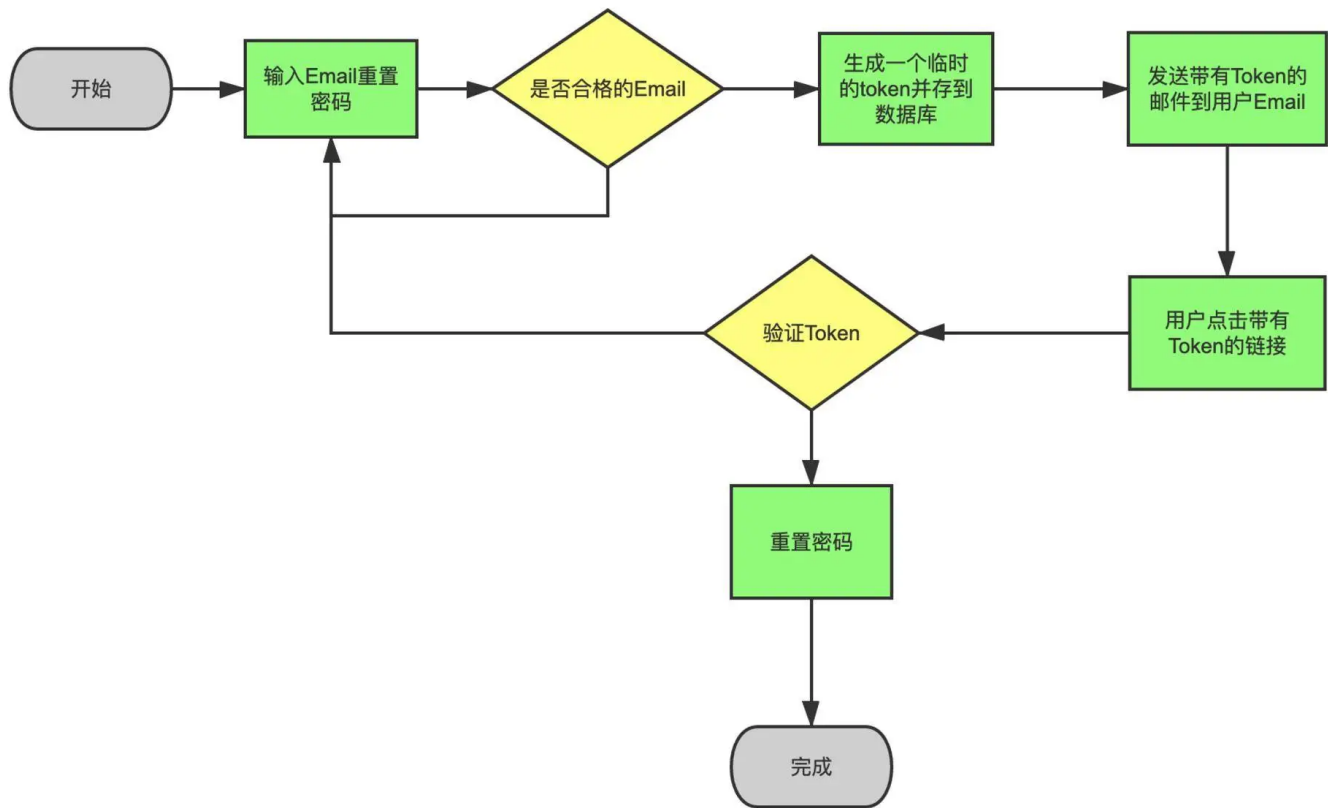 开始
输入Email重置
密码
是否合格的Email
生成一个临时
的token并存到
数据库
发送带有Token的
邮件到用户Email
用户点击带有
Token的链接
验证Token
重置密码
完成